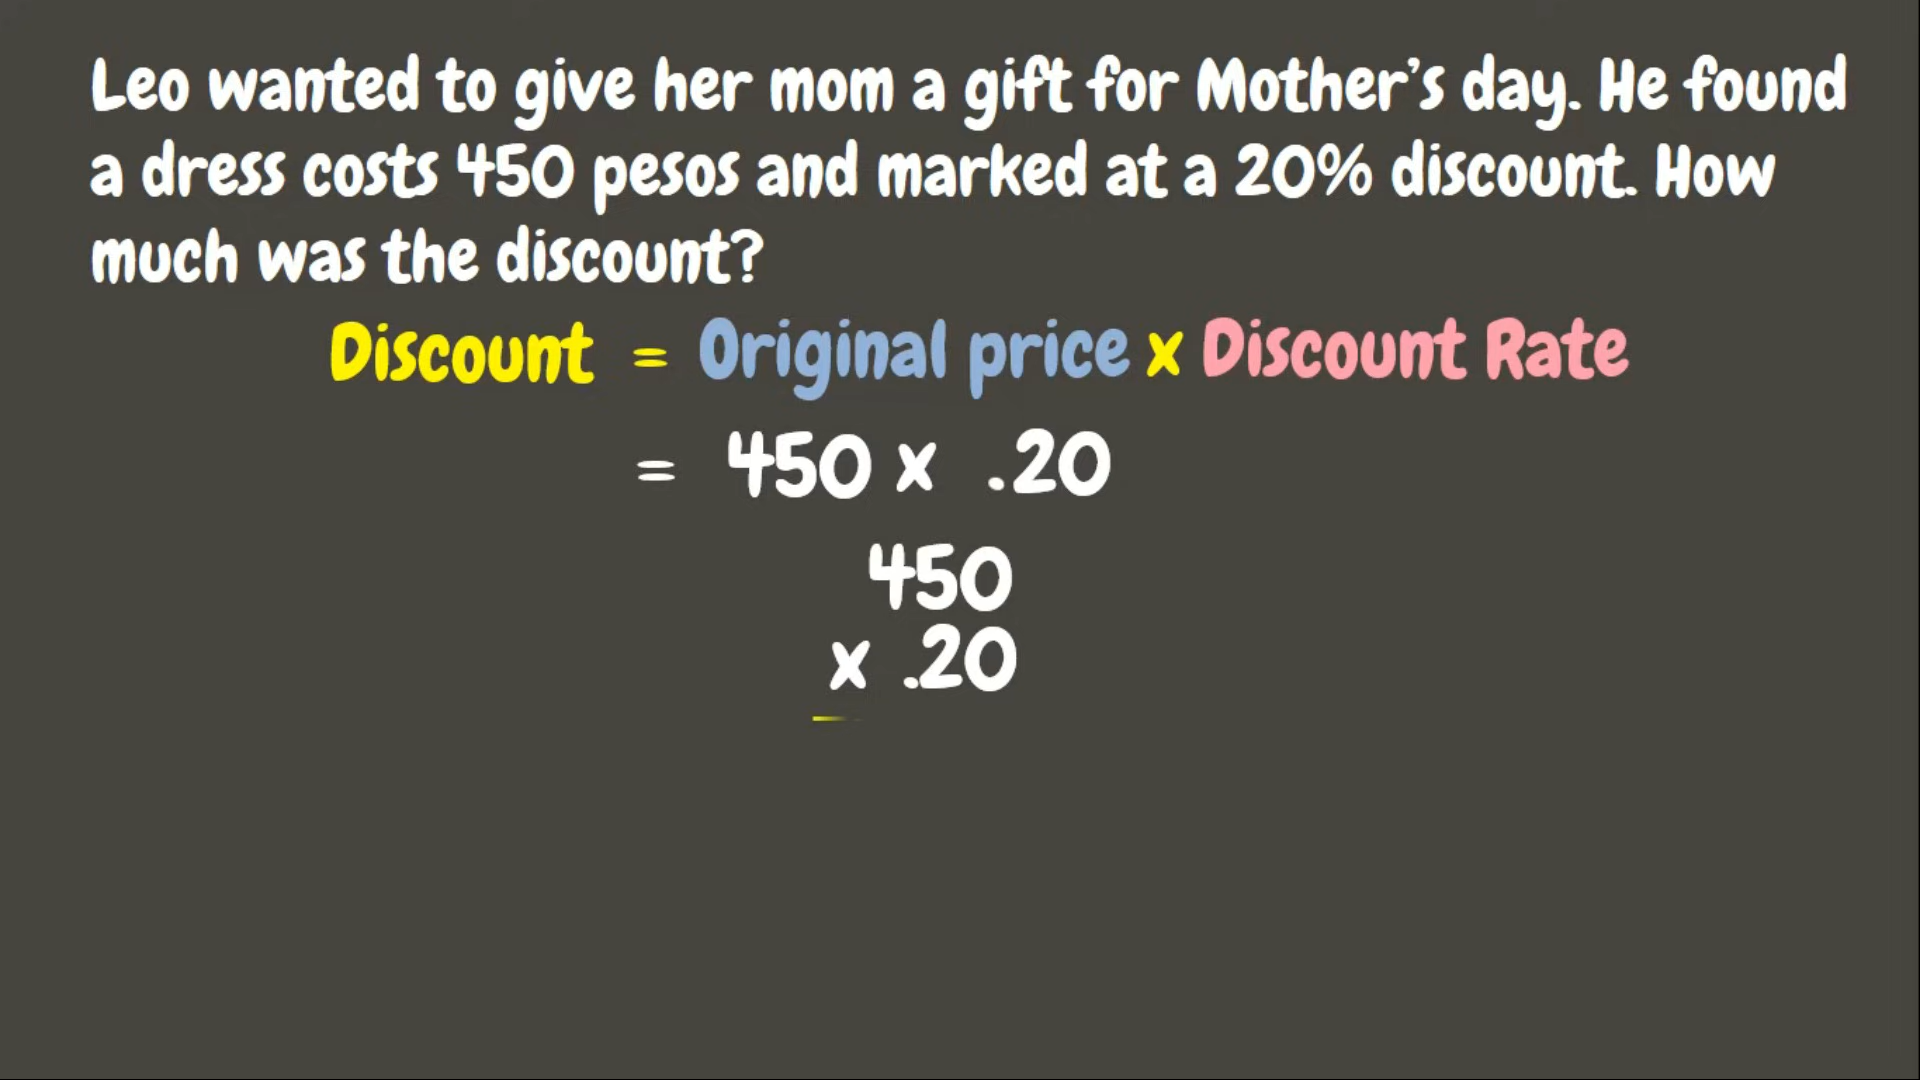 Leo wanted to give her mom a gift for Mother’s day. He found
a dress costs 450 pesos and marked at a 20% discount. How
much was the discount?
Discount = Original price x Discount Rate
= 450 x .20
450
x .20